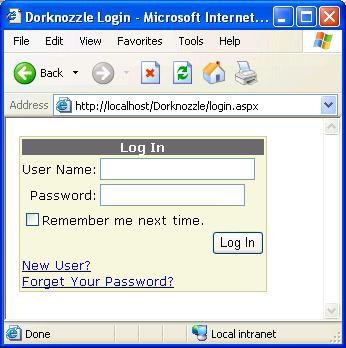 Dorknozzle Login - Microsoft Internet...
File Edit View Favorites Tools Help
Back
Address http://localhost/Dorknozzle/login.aspx
Log In
User Name:
Password:
Remember me next time.
Log In
New User?
Forget Your Password?
Done Local intranet